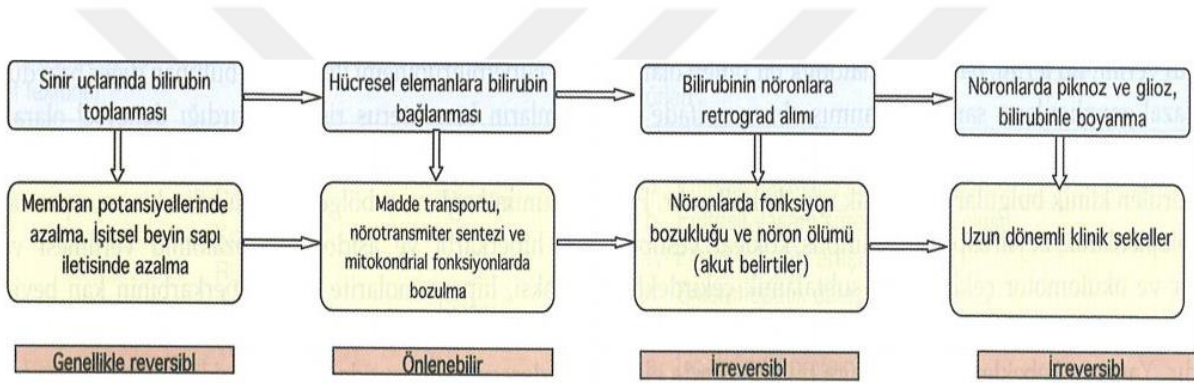 Sinir uçlarında bilirubin
toplanması
Hücresel elemanlara bilirubin
bağlanması
Bilirubinin nöronlara
retrograd alımı
Nöronlarda piknoz ve glioz,
bilirubinle boyanma
Membran potansiyellerinde
azalma. İşitsel beyin sapı
iletisinde azalma
Madde transportu,
nörotransmiter sentezi ve
mitokondrial fonksiyonlarda
bozulma
Nöronlarda fonksiyon
bozukluğu ve nöron ölümü
(akut belirtiler)
Uzun dönemli klinik sekeller
Genellikle reversibl
Önlenebilir
İrreversibl
İrreversibl